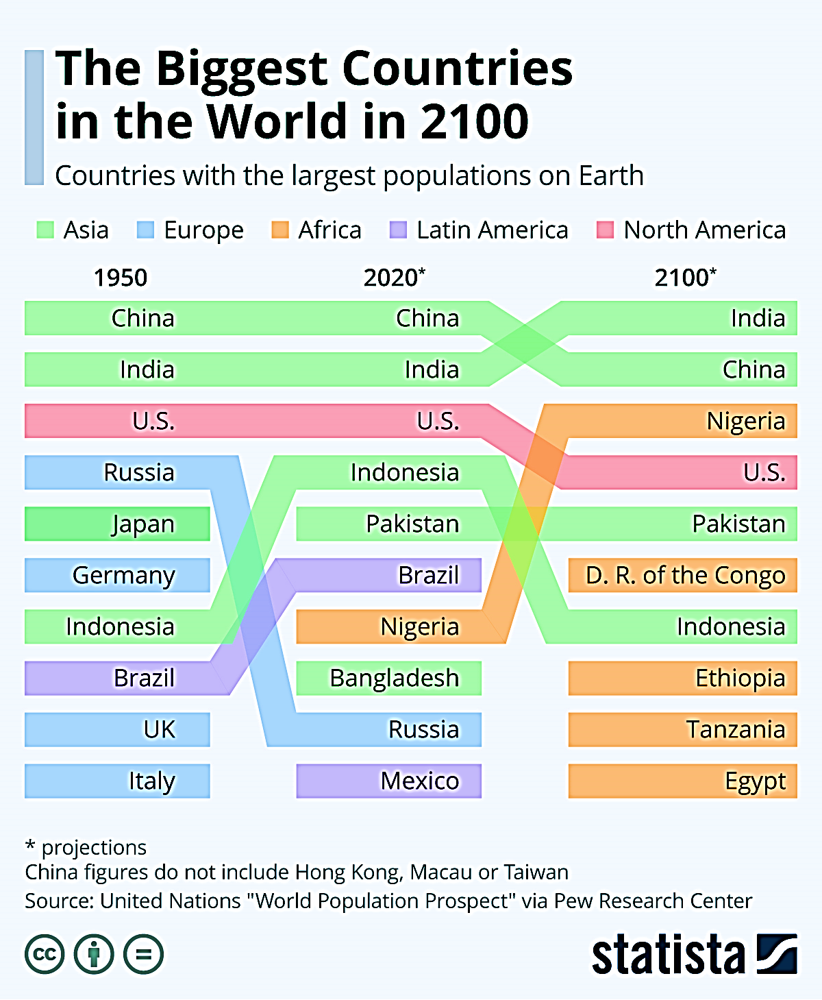 The Biggest Countries
in the World in 2100
Countries with the largest populations on Earth
Asia Europe Africa Latin America North America
1950 2020* 2100*
China China India
India India China
U.S. U.S. Nigeria
Russia Indonesia U.S.
Japan Pakistan Pakistan
Germany Brazil D. R. of the Congo
Indonesia Nigeria Indonesia
Brazil Bangladesh Ethiopia
UK Russia Tanzania
Italy Mexico Egypt
* projections
China figures do not include Hong Kong, Macau or Taiwan
Source: United Nations "World Population Prospect" via Pew Research Center
cc = statista